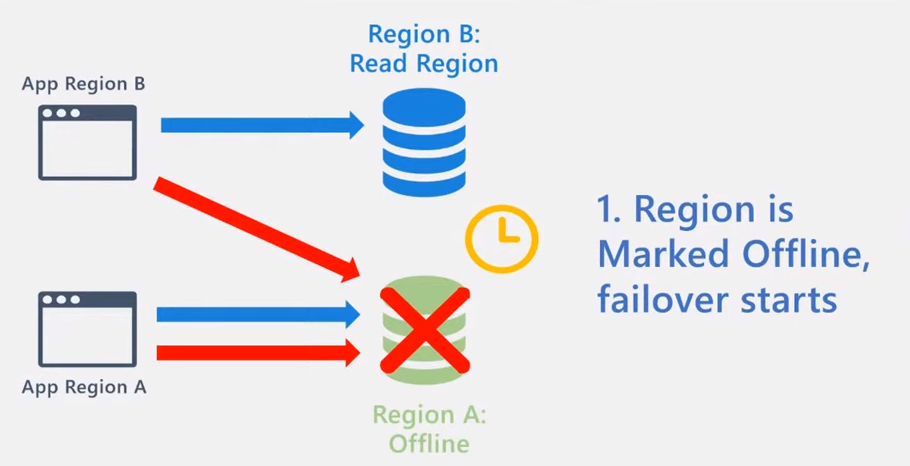 Region B:
Read Region
App Region B
1. Region is
Marked Offline,
failover starts
App Region A
Region A:
Offline